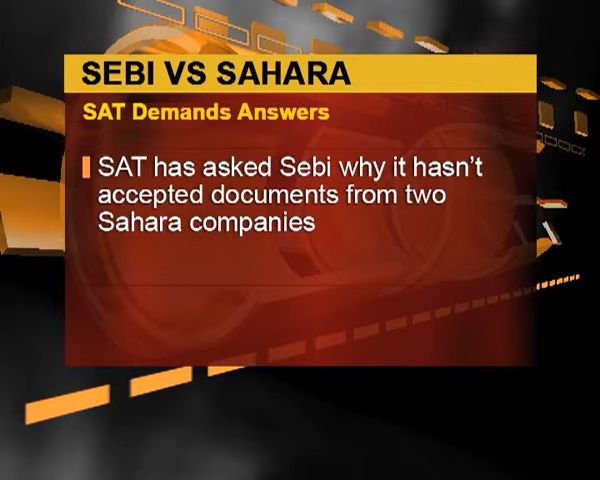 SEBI VS SAHARA
SAT Demands Answers
SAT has asked Sebi why it hasn't
accepted documents from two
Sahara companies